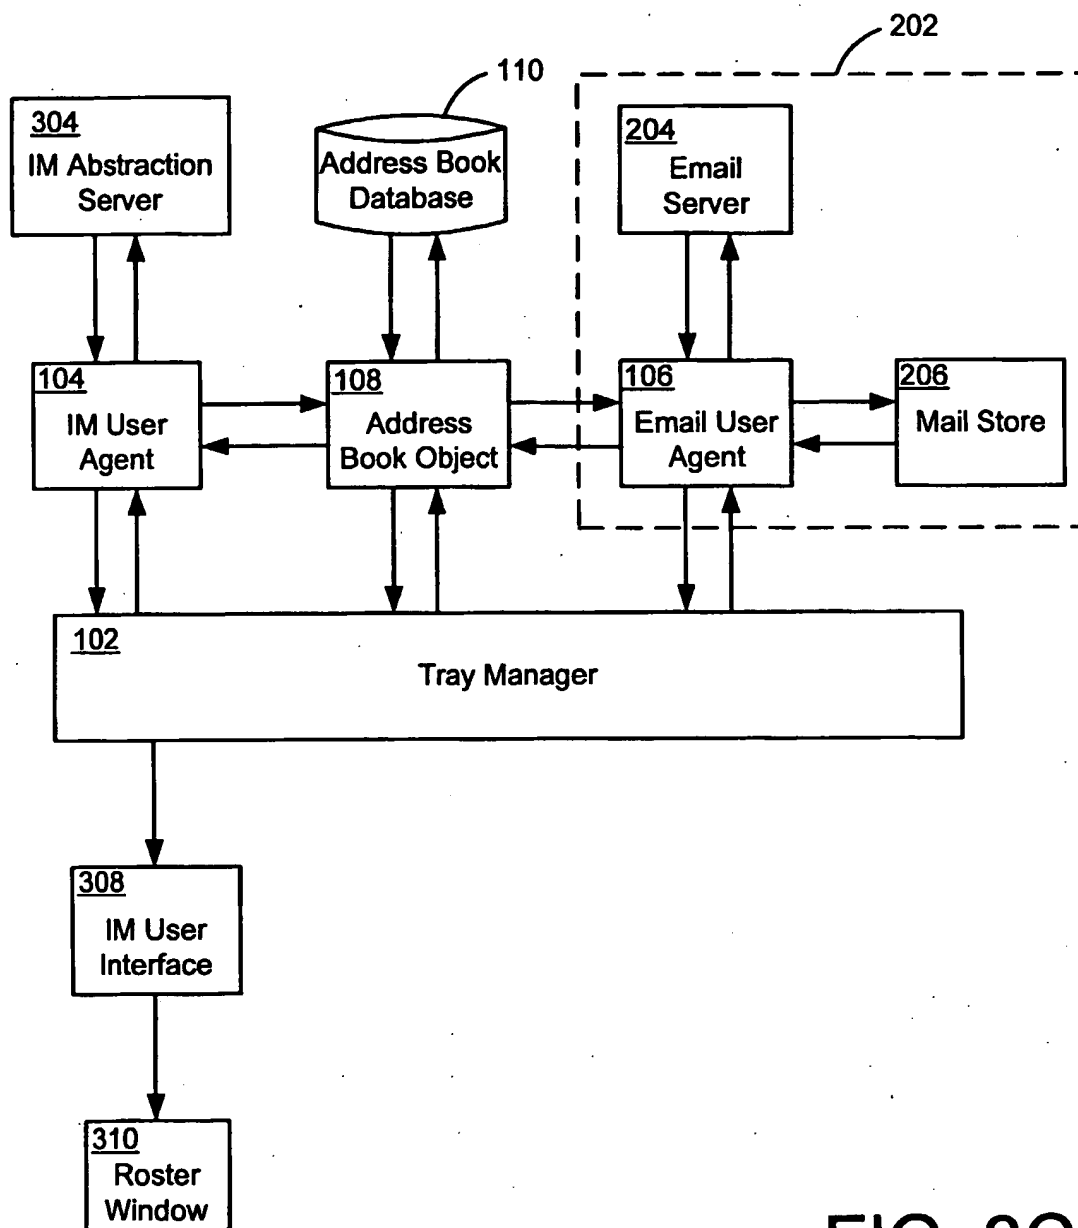 202
110
304
IM Abstraction
Server
Address Book
Database
204
Email
Server
104
IM User
Agent
108
Address
Book Object
106
Email User
Agent
206
Mail Store
102
Tray Manager
308
IM User
Interface
310
Roster
Window